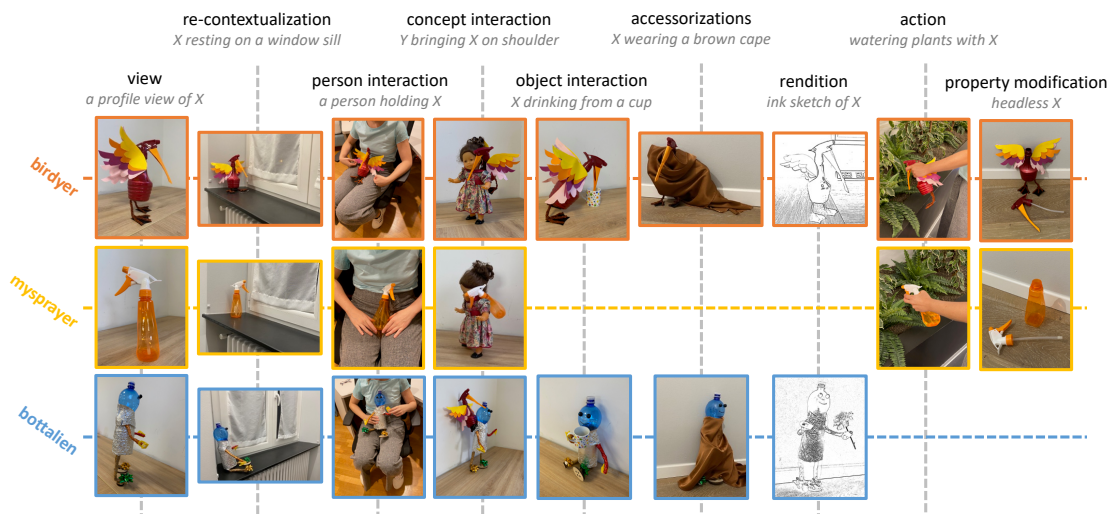 re-contextualization
X resting on a window sill
concept interaction
Y bringing X on shoulder
accessorizations
X wearing a brown cape
action
watering plants with X
view
a profile view of X
person interaction
a person holding X
object interaction
X drinking from a cup
rendition
ink sketch of X
property modification
headless X
birdyer
mysprayer
bottalien